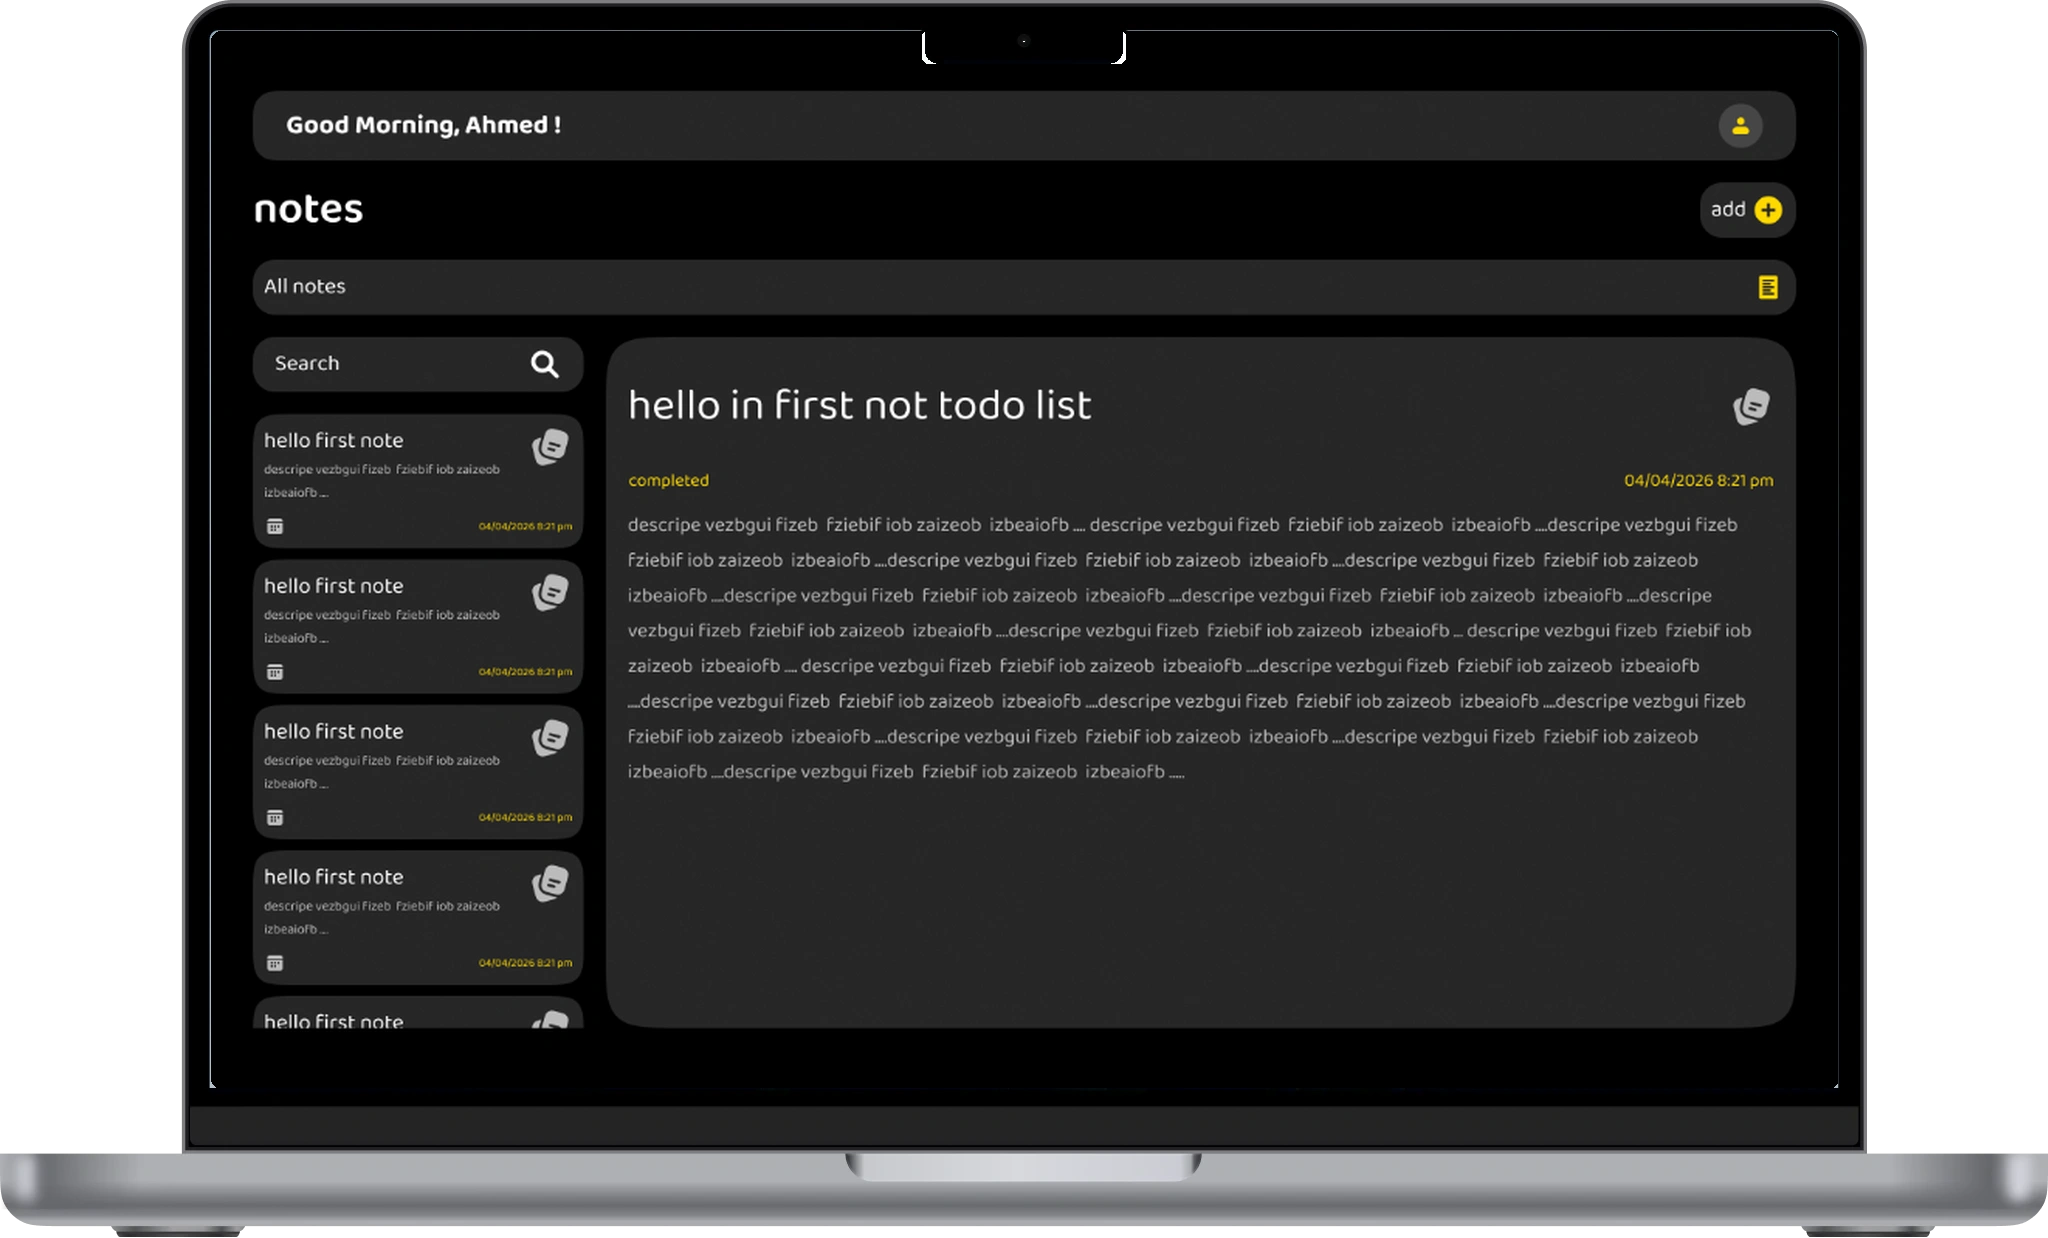 Good Morning, Ahmed !
notes
add
All notes
Search
hello first note
descripe vezbgui fizeb fziebif iob zaizeob
izbeaiofb ...
04/04/2026 8:21 pm
hello first note
descripe vezbgui fizeb fziebif iob zaizeob
izbeaiofb ...
04/04/2026 8:21 pm
hello first note
descripe vezbgui fizeb fziebif iob zaizeob
izbeaiofb ...
04/04/2026 8:21 pm
hello first note
descripe vezbgui fizeb fziebif iob zaizeob
izbeaiofb ...
04/04/2026 8:21 pm
hello first note
hello in first not todo list
completed
04/04/2026 8:21 pm
descripe vezbgui fizeb fziebif iob zaizeob izbeaiofb .... descripe vezbgui fizeb fziebif iob zaizeob izbeaiofb ....descripe vezbgui fizeb
fziebif iob zaizeob izbeaiofb ....descripe vezbgui fizeb fziebif iob zaizeob izbeaiofb ....descripe vezbgui fizeb fziebif iob zaizeob
izbeaiofb ....descripe vezbgui fizeb fziebif iob zaizeob izbeaiofb ....descripe vezbgui fizeb fziebif iob zaizeob izbeaiofb ....descripe
vezbgui fizeb fziebif iob zaizeob izbeaiofb ....descripe vezbgui fizeb fziebif iob zaizeob izbeaiofb ... descripe vezbgui fizeb fziebif iob
zaizeob izbeaiofb .... descripe vezbgui fizeb fziebif iob zaizeob izbeaiofb ....descripe vezbgui fizeb fziebif iob zaizeob izbeaiofb
....descripe vezbgui fizeb fziebif iob zaizeob izbeaiofb ....descripe vezbgui fizeb fziebif iob zaizeob izbeaiofb ....descripe vezbgui fizeb
fziebif iob zaizeob izbeaiofb ....descripe vezbgui fizeb fziebif iob zaizeob izbeaiofb ....descripe vezbgui fizeb fziebif iob zaizeob
izbeaiofb ....descripe vezbgui fizeb fziebif iob zaizeob izbeaiofb .....